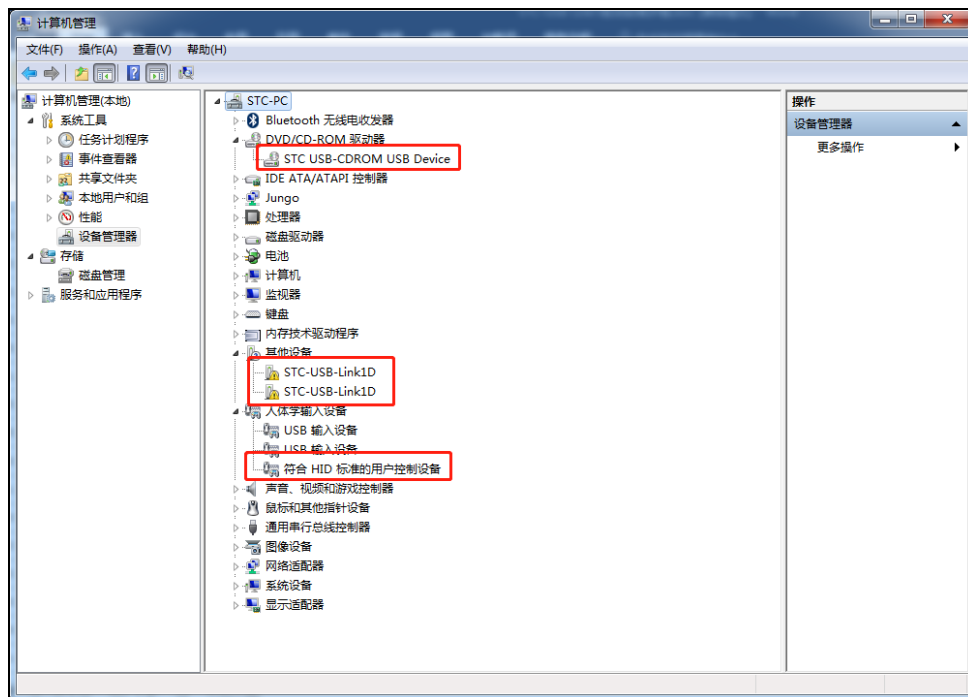 计算机管理
文件(F) 操作(A) 查看(V) 帮助(H)
计算机管理(本地)
系统工具
任务计划程序
事件查看器
共享文件夹
本地用户和组
性能
设备管理器
存储
磁盘管理
服务和应用程序
STC-PC
Bluetooth 无线电收发器
DVD/CD-ROM 驱动器
STC USB-CDROM USB Device
IDE ATA/ATAPI 控制器
Jungo
处理器
磁盘驱动器
电池
计算机
监视器
键盘
内存技术驱动程序
其他设备
STC-USB-Link1D
STC-USB-Link1D
人体学输入设备
USB 输入设备
USB 输入设备
符合 HID 标准的用户控制设备
声音、视频和游戏控制器
鼠标和其他指针设备
通用串行总线控制器
图像设备
网络适配器
系统设备
显示适配器
操作
设备管理器
更多操作